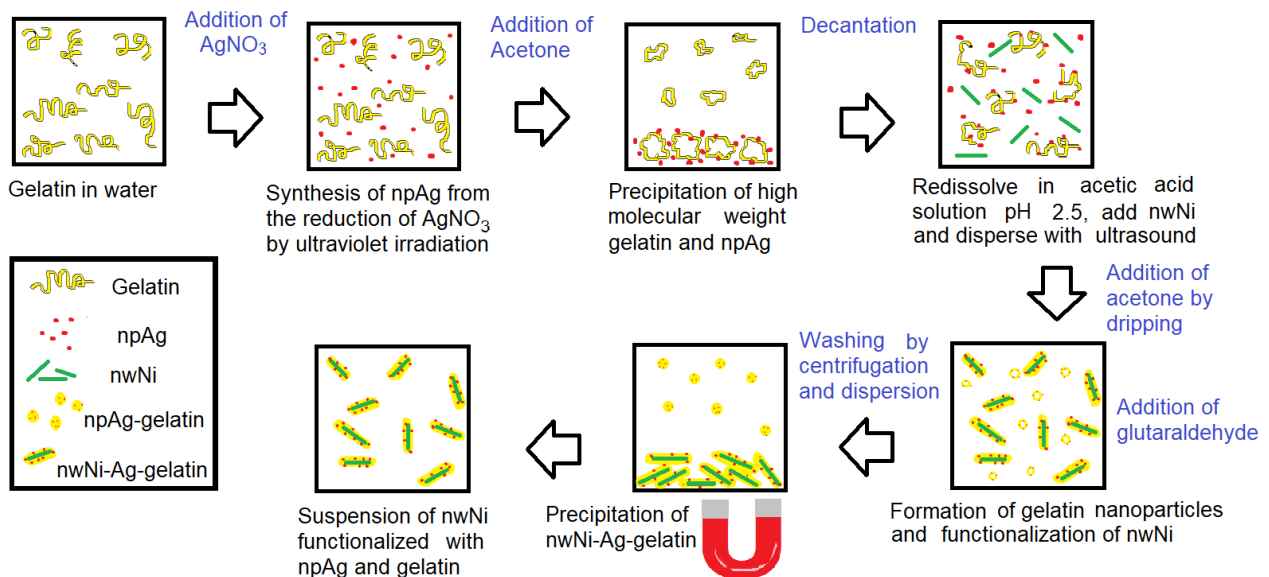 Addition of
AgNO₃
Addition of
Acetone
Decantation
Gelatin in water
Synthesis of npAg from
the reduction of AgNO₃
by ultraviolet irradiation
Precipitation of high
molecular weight
gelatin and npAg
Redissolve in acetic acid
solution pH 2.5, add nwNi
and disperse with ultrasound
Gelatin
npAg
nwNi
npAg-gelatin
nwNi-Ag-gelatin
Addition of
acetone by
dripping
Addition of
glutaraldehyde
Formation of gelatin nanoparticles
and functionalization of nwNi
Washing by
centrifugation
and dispersion
Precipitation of
nwNi-Ag-gelatin
Suspension of nwNi
functionalized with
npAg and gelatin